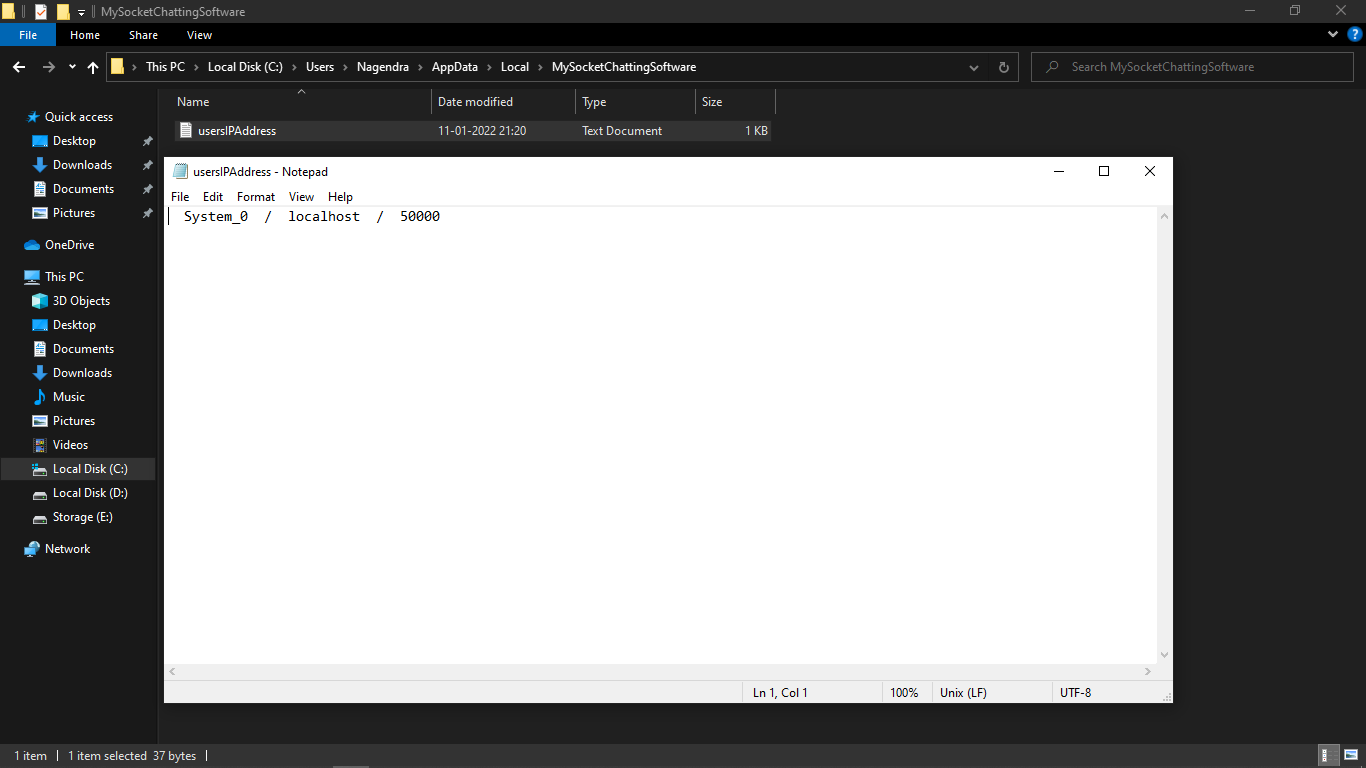 MySocketChattingSoftware
File Home Share View
This PC Local Disk (C:) Users Nagendra AppData Local MySocketChattingSoftware
Search MySocketChattingSoftware
Name Date modified Type Size
usersIPAddress 11-01-2022 21:20 Text Document 1 KB
Quick access
Desktop
Downloads
Documents
Pictures
OneDrive
This PC
3D Objects
Desktop
Documents
Downloads
Music
Pictures
Videos
Local Disk (C:)
Local Disk (D:)
Storage (E:)
Network
usersIPAddress - Notepad
File Edit Format View Help
System_0 / localhost / 50000
Ln 1, Col 1 100% Unix (LF) UTF-8
1 item 1 item selected 37 bytes